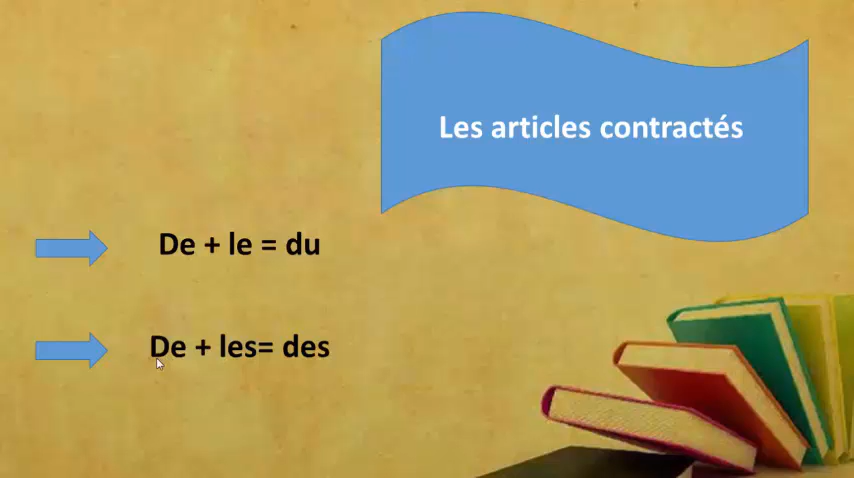 Les articles contractés
De + le = du
De + les= des